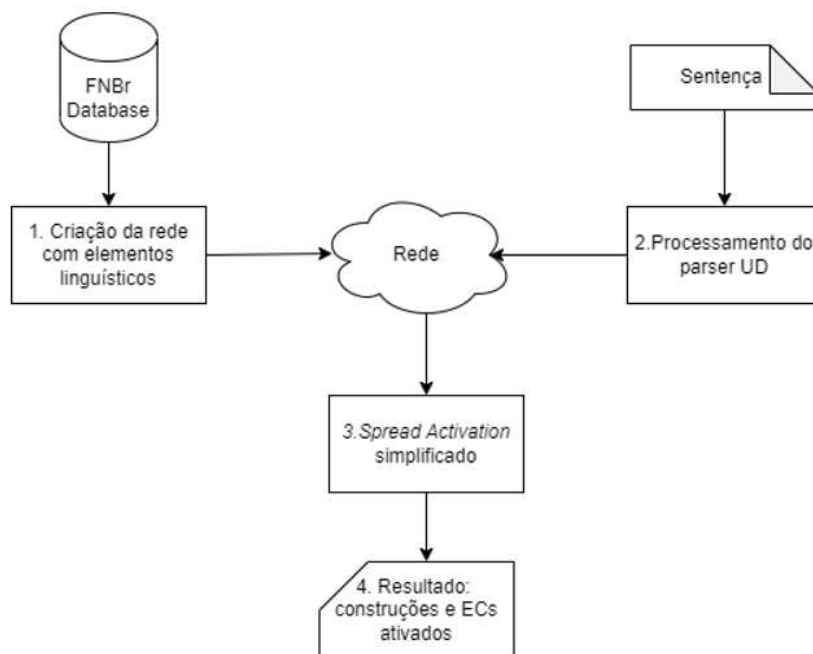 FNBr
Database
Sentença
1. Criação da rede
com elementos
linguísticos
Rede
2.Processamento do
parser UD
3.Spread Activation
simplificado
4. Resultado:
construções e ECs
ativados